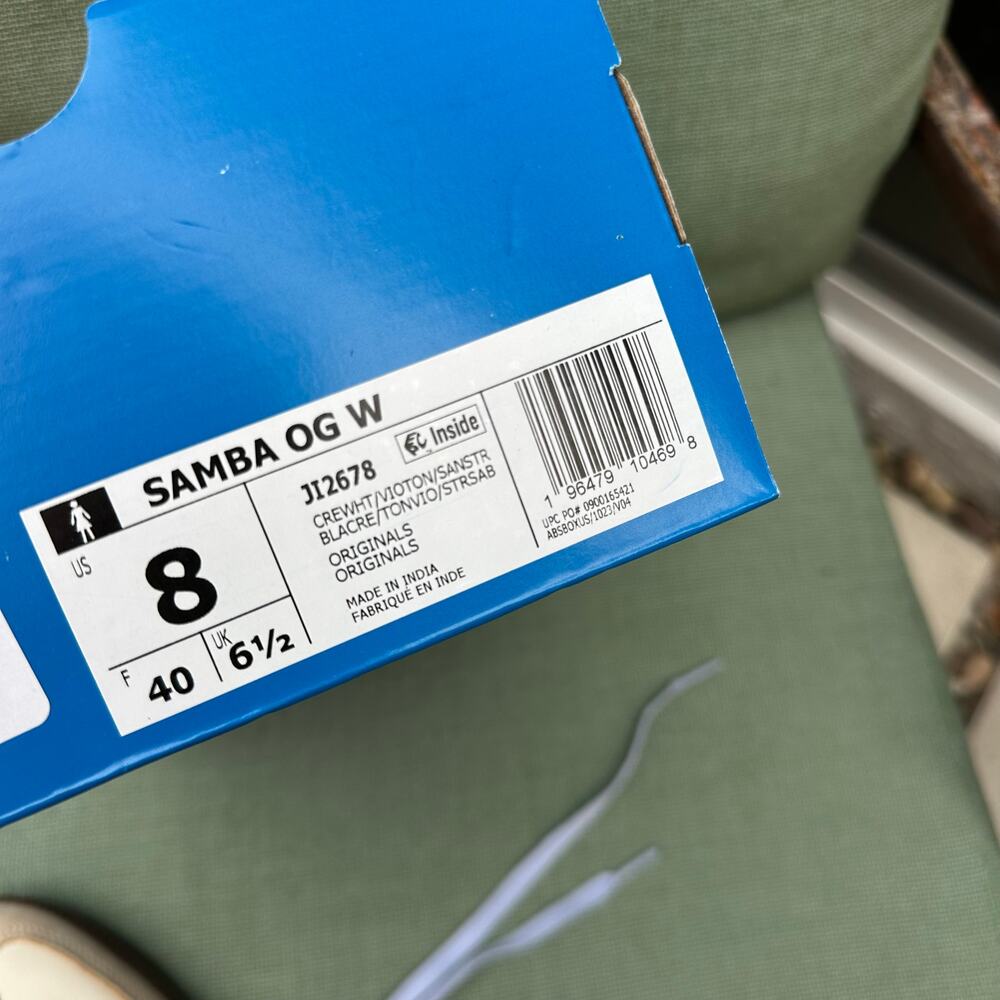 SAMBA OG W
US
8
F 40
UK 6½
JI2678
Inside
CREWHT/VIOTON/SANSTR
BLACRE/TONVIO/STRSAB
ORIGINALS
ORIGINALS
MADE IN INDIA
FABRIQUÉ EN INDE
1 96479 10469 8
UPC PO# 0900165421
ABSBOXUS/1023/V04